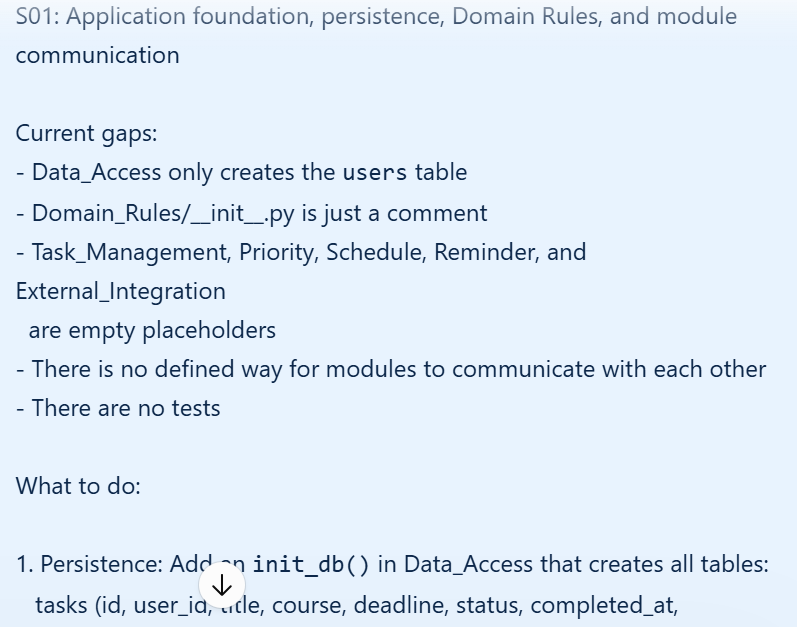 S01: Application foundation, persistence, Domain Rules, and module
communication
Current gaps:
- Data_Access only creates the users table
- Domain_Rules/__init__.py is just a comment
- Task_Management, Priority, Schedule, Reminder, and
External_Integration
are empty placeholders
- There is no defined way for modules to communicate with each other
- There are no tests
What to do:
1. Persistence: Add an init_db() in Data_Access that creates all tables:
tasks (id, user_id, title, course, deadline, status, completed_at,